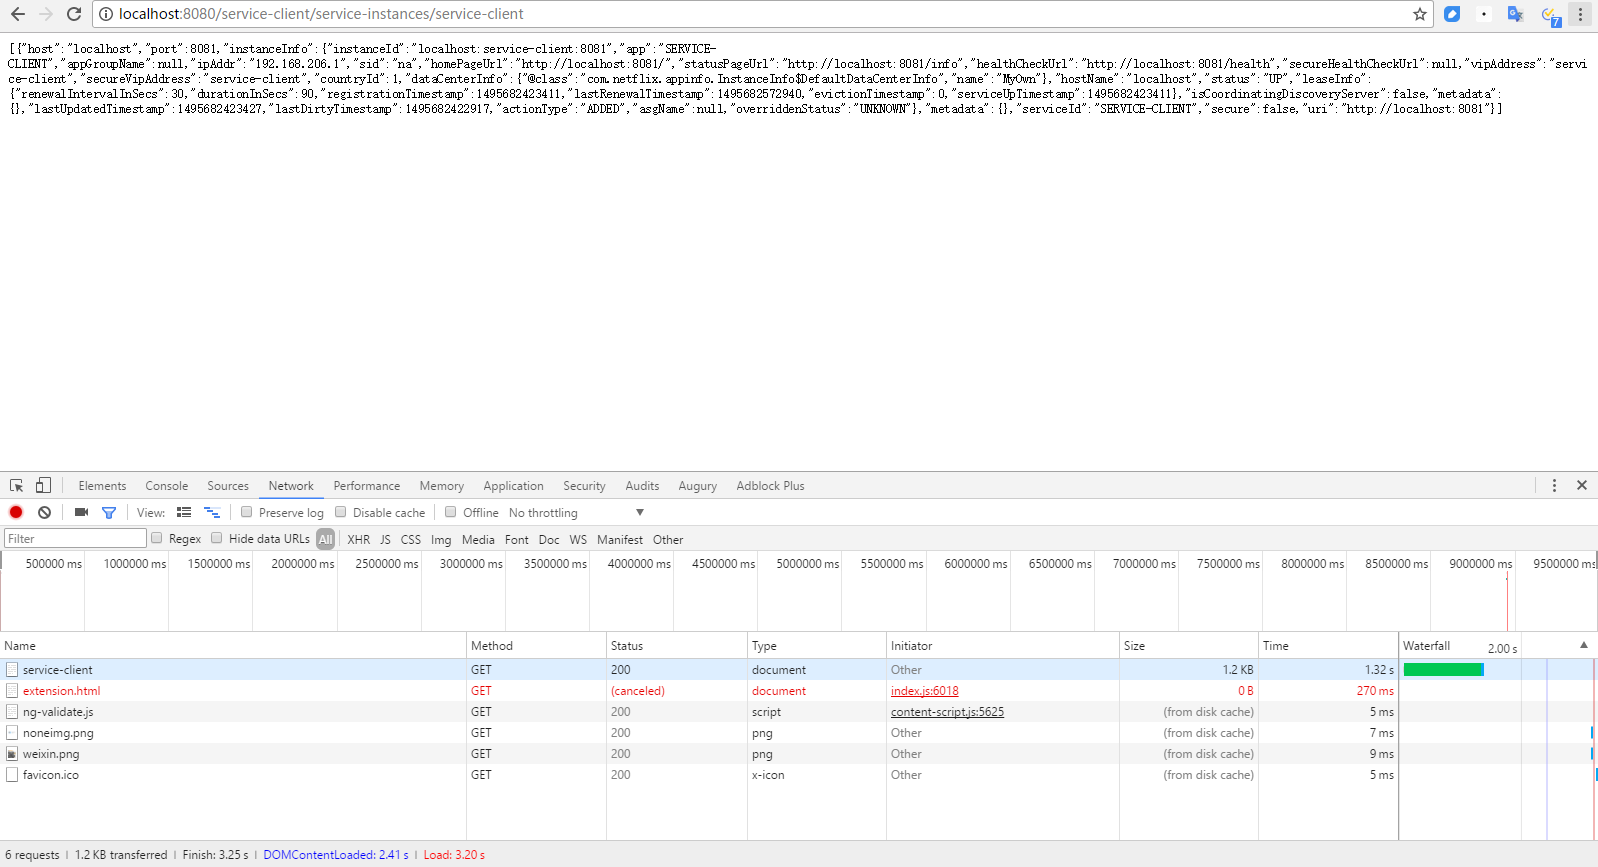 localhost:8080/service-client/service-instances/service-client
7
[{"host":"localhost","port":8081,"instanceInfo":{"instanceId":"localhost:service-client:8081","app":"SERVICE-
CLIENT","appGroupName":null,"ipAddr":"192.168.206.1","sid":"na","homePageUrl":"http://localhost:8081/","statusPageUrl":"http://localhost:8081/info","healthCheckUrl":"http://localhost:8081/health","secureHealthCheckUrl":null,"vipAddress":"servi
ce-client","secureVipAddress":"service-client","countryId":1,"dataCenterInfo":{"@class":"com.netflix.appinfo.InstanceInfo$DefaultDataCenterInfo","name":"MyOwn"},"hostName":"localhost","status":"UP","leaseInfo":
{"renewalIntervalInSecs":30,"durationInSecs":90,"registrationTimestamp":1495682423411,"lastRenewalTimestamp":1495682572940,"evictionTimestamp":0,"serviceUpTimestamp":1495682423411},"isCoordinatingDiscoveryServer":false,"metadata":
{},"lastUpdatedTimestamp":1495682423427,"lastDirtyTimestamp":1495682422917,"actionType":"ADDED","asgName":null,"overriddenStatus":"UNKNOWN"},"metadata":{},"serviceId":"SERVICE-CLIENT","secure":false,"uri":"http://localhost:8081"}]
Elements Console Sources Network Performance Memory Application Security Audits Augury Adblock Plus
View: Preserve log Disable cache Offline No throttling
Filter Regex Hide data URLs All XHR JS CSS Img Media Font Doc WS Manifest Other
500000 ms 1000000 ms 1500000 ms 2000000 ms 2500000 ms 3000000 ms 3500000 ms 4000000 ms 4500000 ms 5000000 ms 5500000 ms 6000000 ms 6500000 ms 7000000 ms 7500000 ms 8000000 ms 8500000 ms 9000000 ms 9500000 ms
Name Method Status Type Initiator Size Time Waterfall 2.00 s
service-client GET 200 document Other 1.2 KB 1.32 s
extension.html GET (canceled) document index.js:6018 0 B 270 ms
ng-validate.js GET 200 script content-script.js:5625 (from disk cache) 5 ms
noneimg.png GET 200 png Other (from disk cache) 7 ms
weixin.png GET 200 png Other (from disk cache) 9 ms
favicon.ico GET 200 x-icon Other (from disk cache) 5 ms
6 requests | 1.2 KB transferred | Finish: 3.25 s | DOMContentLoaded: 2.41 s | Load: 3.20 s